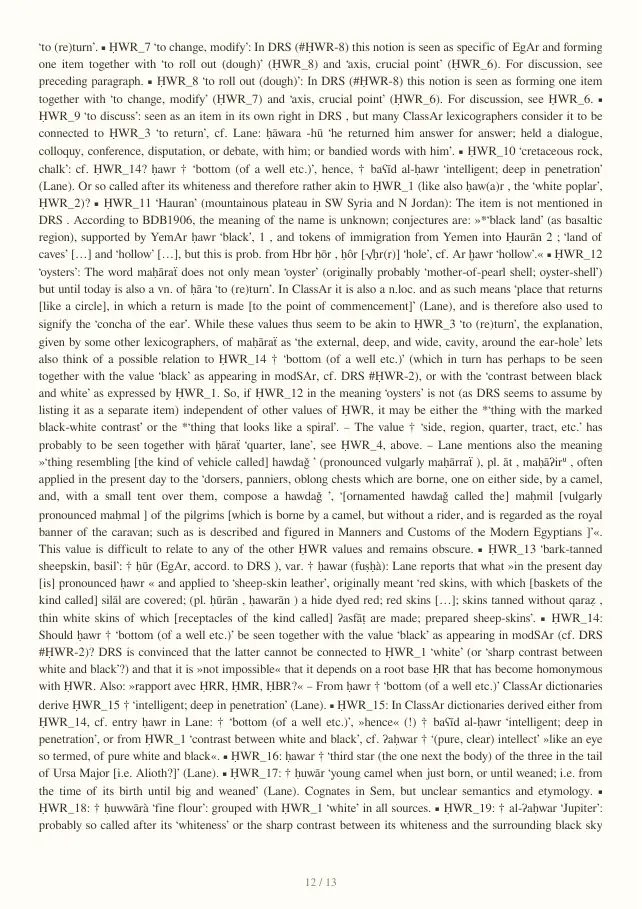 ‘to (re)turn’. ▪ ḤWR_7 ‘to change, modify’: In DRS (#ḤWR-8) this notion is seen as specific of EgAr and forming
one item together with ‘to roll out (dough)’ (ḤWR_8) and ‘axis, crucial point’ (ḤWR_6). For discussion, see
preceding paragraph. ▪ ḤWR_8 ‘to roll out (dough)’: In DRS (#ḤWR-8) this notion is seen as forming one item
together with ‘to change, modify’ (ḤWR_7) and ‘axis, crucial point’ (ḤWR_6). For discussion, see ḤWR_6. ▪
ḤWR_9 ‘to discuss’: seen as an item in its own right in DRS , but many ClassAr lexicographers consider it to be
connected to ḤWR_3 ‘to return’, cf. Lane: ḥāwara -hū ‘he returned him answer for answer; held a dialogue,
colloquy, conference, disputation, or debate, with him; or bandied words with him’. ▪ ḤWR_10 ‘cretaceous rock,
chalk’: cf. ḤWR_14? ḥawr † ‘bottom (of a well etc.)’, hence, † baʕīd al-ḥawr ‘intelligent; deep in penetration’
(Lane). Or so called after its whiteness and therefore rather akin to ḤWR_1 (like also ḥaw(a)r , the ‘white poplar’,
ḤWR_2)? ▪ ḤWR_11 ‘Hauran’ (mountainous plateau in SW Syria and N Jordan): The item is not mentioned in
DRS . According to BDB1906, the meaning of the name is unknown; conjectures are: »*‘black land’ (as basaltic
region), supported by YemAr ḥawr ‘black’, 1 , and tokens of immigration from Yemen into Ḥaurān 2 ; ‘land of
caves’ […] and ‘hollow’ […], but this is prob. from Hbr ḥōr , ḥōr [√ḥr(r)] ‘hole’, cf. Ar ḥawr ‘hollow’.« ▪ ḤWR_12
‘oysters’: The word maḥāraẗ does not only mean ‘oyster’ (originally probably ‘mother-of-pearl shell; oyster-shell’)
but until today is also a vn. of ḥāra ‘to (re)turn’. In ClassAr it is also a n.loc. and as such means ‘place that returns
[like a circle], in which a return is made [to the point of commencement]’ (Lane), and is therefore also used to
signify the ‘concha of the ear’. While these values thus seem to be akin to ḤWR_3 ‘to (re)turn’, the explanation,
given by some other lexicographers, of maḥāraẗ as ‘the external, deep, and wide, cavity, around the ear-hole’ lets
also think of a possible relation to ḤWR_14 † ‘bottom (of a well etc.)’ (which in turn has perhaps to be seen
together with the value ‘black’ as appearing in modSAr, cf. DRS #ḤWR-2), or with the ‘contrast between black
and white’ as expressed by ḤWR_1. So, if ḤWR_12 in the meaning ‘oysters’ is not (as DRS seems to assume by
listing it as a separate item) independent of other values of ḤWR, it may be either the *‘thing with the marked
black-white contrast’ or the *‘thing that looks like a spiral’. – The value † ‘side, region, quarter, tract, etc.’ has
probably to be seen together with ḥāraẗ ‘quarter, lane’, see ḤWR_4, above. – Lane mentions also the meaning
»‘thing resembling [the kind of vehicle called] hawdaǧ ’ (pronounced vulgarly maḥārraẗ ), pl. āt , maḥāʔirᵘ , often
applied in the present day to the ‘dorsers, panniers, oblong chests which are borne, one on either side, by a camel,
and, with a small tent over them, compose a hawdaǧ ’, ‘[ornamented hawdaǧ called the] maḥmil [vulgarly
pronounced maḥmal ] of the pilgrims [which is borne by a camel, but without a rider, and is regarded as the royal
banner of the caravan; such as is described and figured in Manners and Customs of the Modern Egyptians ]’«.
This value is difficult to relate to any of the other ḤWR values and remains obscure. ▪ ḤWR_13 ‘bark-tanned
sheepskin, basil’: † ḥūr (EgAr, accord. to DRS ), var. † ḥawar (fuṣḥà): Lane reports that what »in the present day
[is] pronounced ḥawr « and applied to ‘sheep-skin leather’, originally meant ‘red skins, with which [baskets of the
kind called] silāl are covered; (pl. ḥūrān , ḥawarān ) a hide dyed red; red skins […]; skins tanned without qaraẓ ,
thin white skins of which [receptacles of the kind called] ʔasfāṭ are made; prepared sheep-skins’. ▪ ḤWR_14:
Should ḥawr † ‘bottom (of a well etc.)’ be seen together with the value ‘black’ as appearing in modSAr (cf. DRS
#ḤWR-2)? DRS is convinced that the latter cannot be connected to ḤWR_1 ‘white’ (or ‘sharp contrast between
white and black’?) and that it is »not impossible« that it depends on a root base ḤR that has become homonymous
with ḤWR. Also: »rapport avec ḤRR, ḤMR, ḤBR?« – From ḥawr † ‘bottom (of a well etc.)’ ClassAr dictionaries
derive ḤWR_15 † ‘intelligent; deep in penetration’ (Lane). ▪ ḤWR_15: In ClassAr dictionaries derived either from
ḤWR_14, cf. entry ḥawr in Lane: † ‘bottom (of a well etc.)’, »hence« (!) † baʕīd al-ḥawr ‘intelligent; deep in
penetration’, or from ḤWR_1 ‘contrast between white and black’, cf. ʔaḥwar † ‘(pure, clear) intellect’ »like an eye
so termed, of pure white and black«. ▪ ḤWR_16: ḥawar † ‘third star (the one next the body) of the three in the tail
of Ursa Major [i.e. Alioth?]’ (Lane). ▪ ḤWR_17: † ḥuwār ‘young camel when just born, or until weaned; i.e. from
the time of its birth until big and weaned’ (Lane). Cognates in Sem, but unclear semantics and etymology. ▪
ḤWR_18: † ḥuwwārà ‘fine flour’: grouped with ḤWR_1 ‘white’ in all sources. ▪ ḤWR_19: † al-ʔaḥwar ‘Jupiter’:
probably so called after its ‘whiteness’ or the sharp contrast between its whiteness and the surrounding black sky
12 / 13